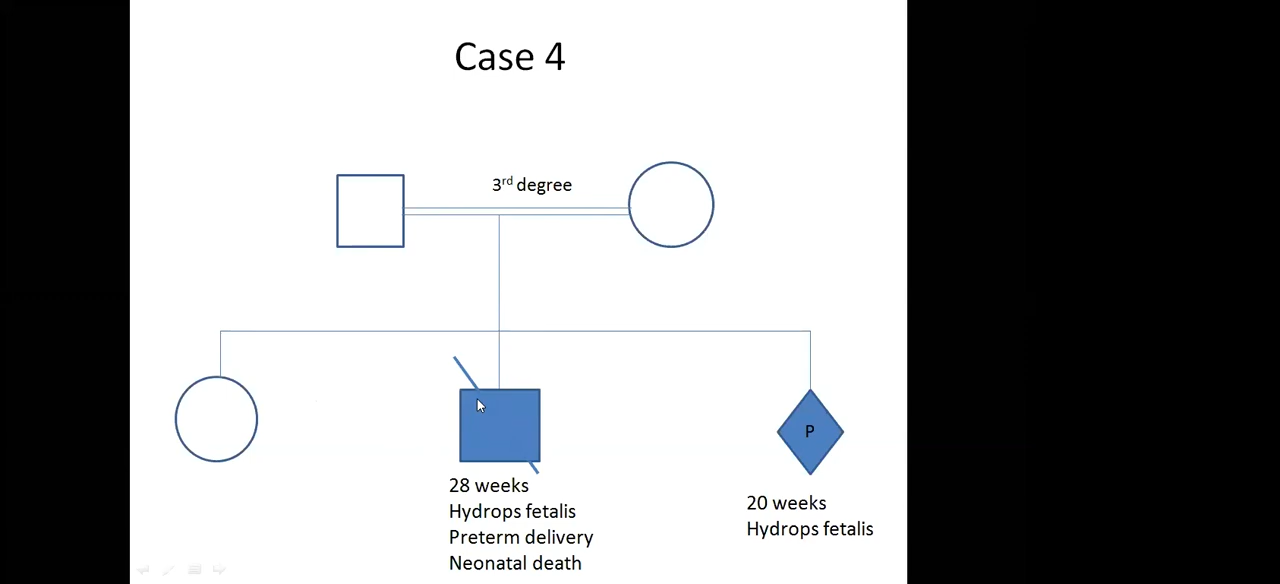 Case 4
3rd degree
P
28 weeks
Hydrops fetalis
Preterm delivery
Neonatal death
20 weeks
Hydrops fetalis